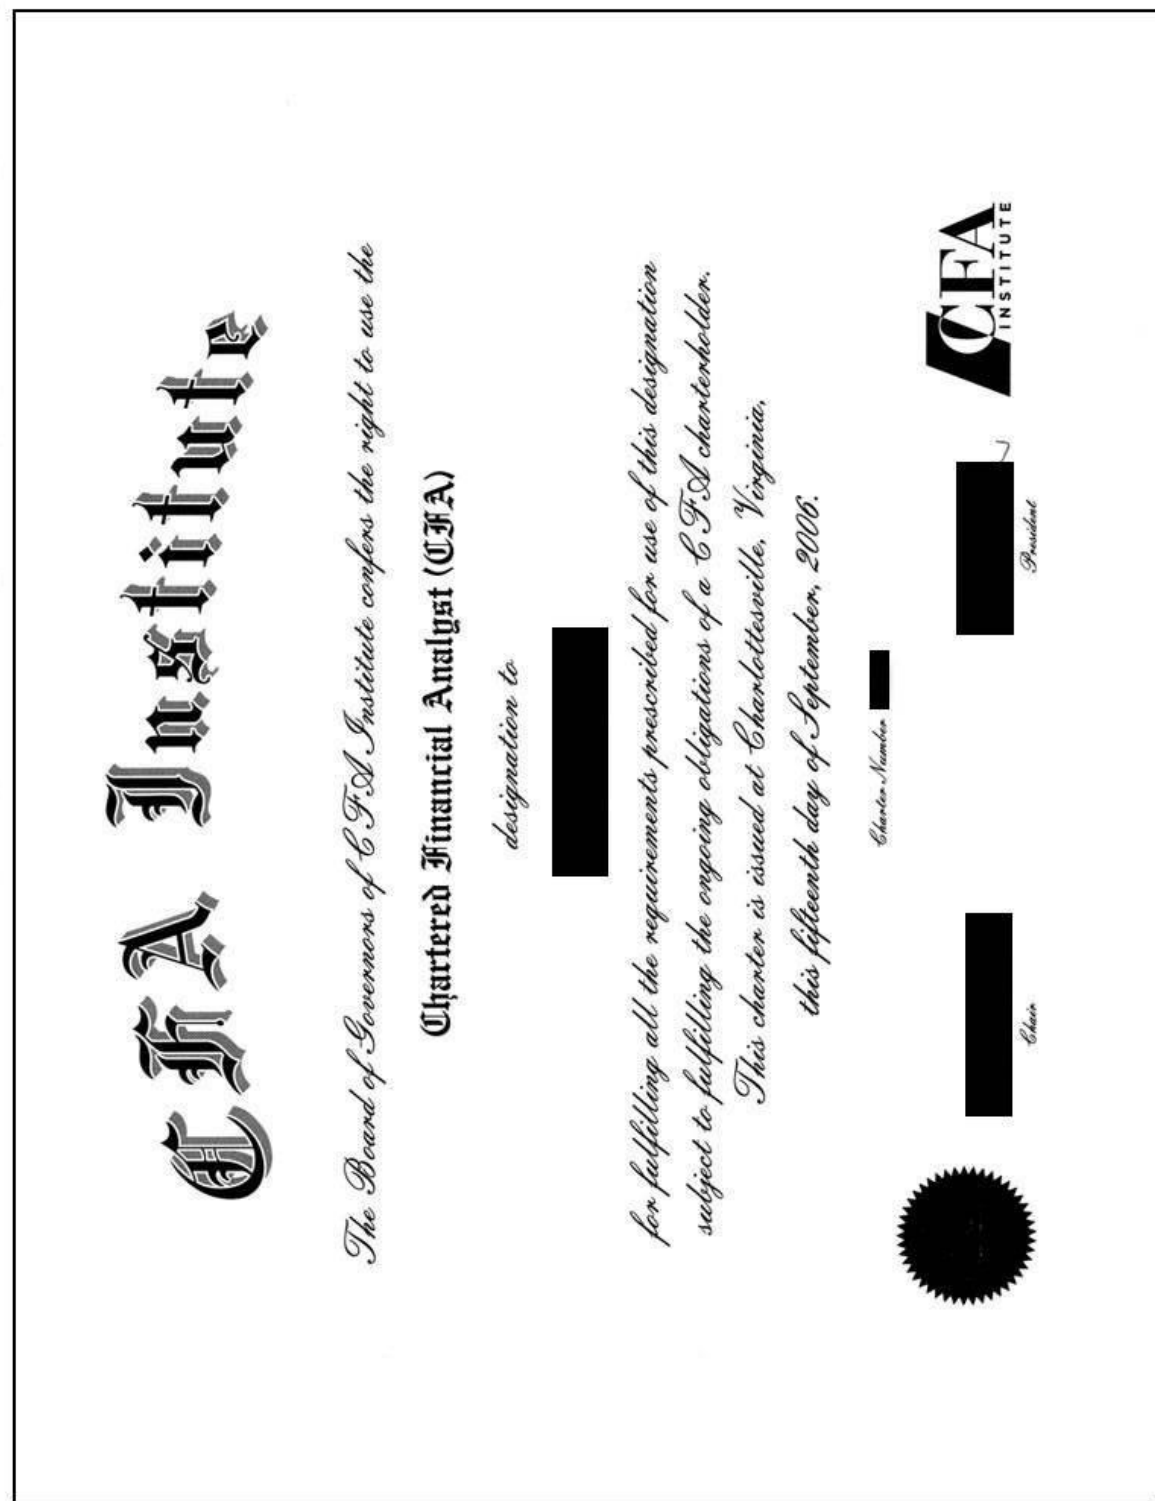 CFA Institute
The Board of Governors of CFA Institute confers the right to use the
Chartered Financial Analyst (CFA)
designation to
for fulfilling all the requirements prescribed for use of this designation
subject to fulfilling the ongoing obligations of a CFA charterholder.
This charter is issued at Charlottesville, Virginia,
this fifteenth day of September, 2006.
Charter Number
Chair
President
CFA
INSTITUTE